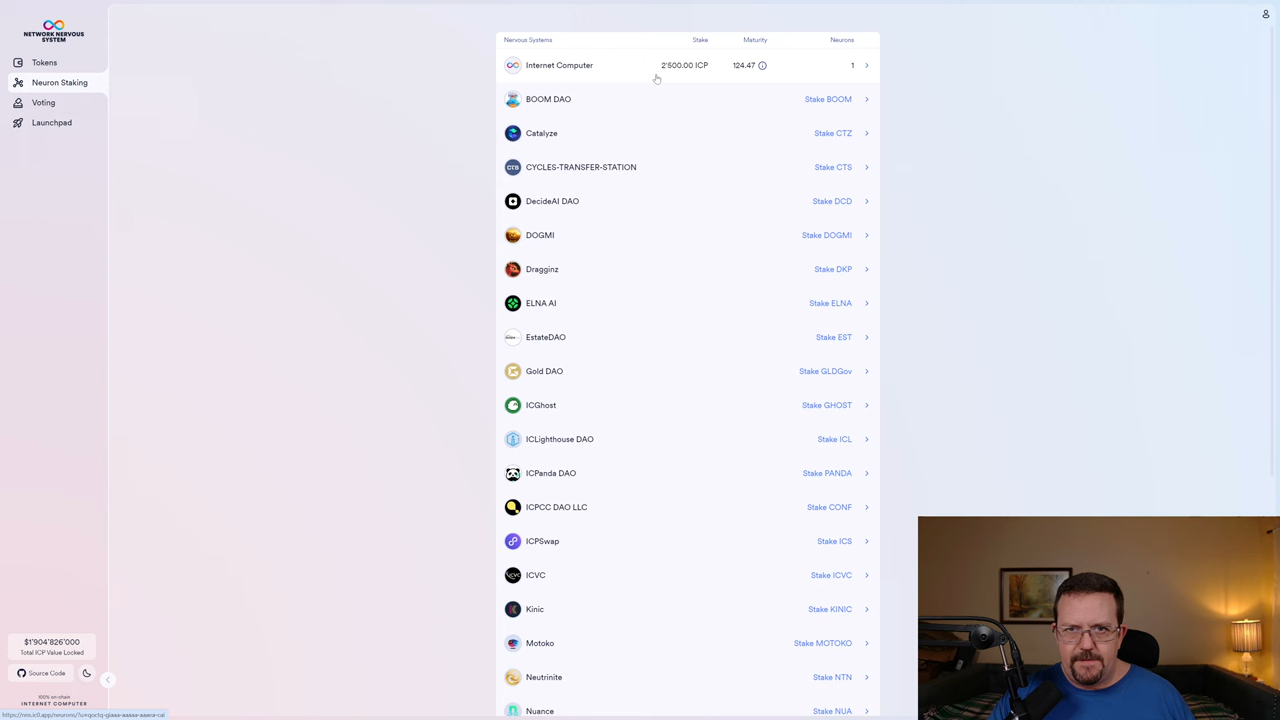 NETWORK NERVOUS
SYSTEM
Tokens
Neuron Staking
Voting
Launchpad
$1'904'826'000
Total ICP Value Locked
Source Code
100% on-chain
INTERNET COMPUTER
Nervous Systems Stake Maturity Neurons
Internet Computer 2'500.00 ICP 124.47 1
BOOM DAO Stake BOOM
Catalyze Stake CTZ
CTS CYCLES-TRANSFER-STATION Stake CTS
DecideAI DAO Stake DCD
DOGMI Stake DOGMI
Dragginz Stake DKP
ELNA AI Stake ELNA
EstateDAO Stake EST
Gold DAO Stake GLDGov
ICGhost Stake GHOST
ICLighthouse DAO Stake ICL
ICPanda DAO Stake PANDA
ICPCC DAO LLC Stake CONF
ICPSwap Stake ICS
ICVC ICVC Stake ICVC
Kinic Stake KINIC
Motoko Stake MOTOKO
Neutrinite Stake NTN
Nuance Stake NUA